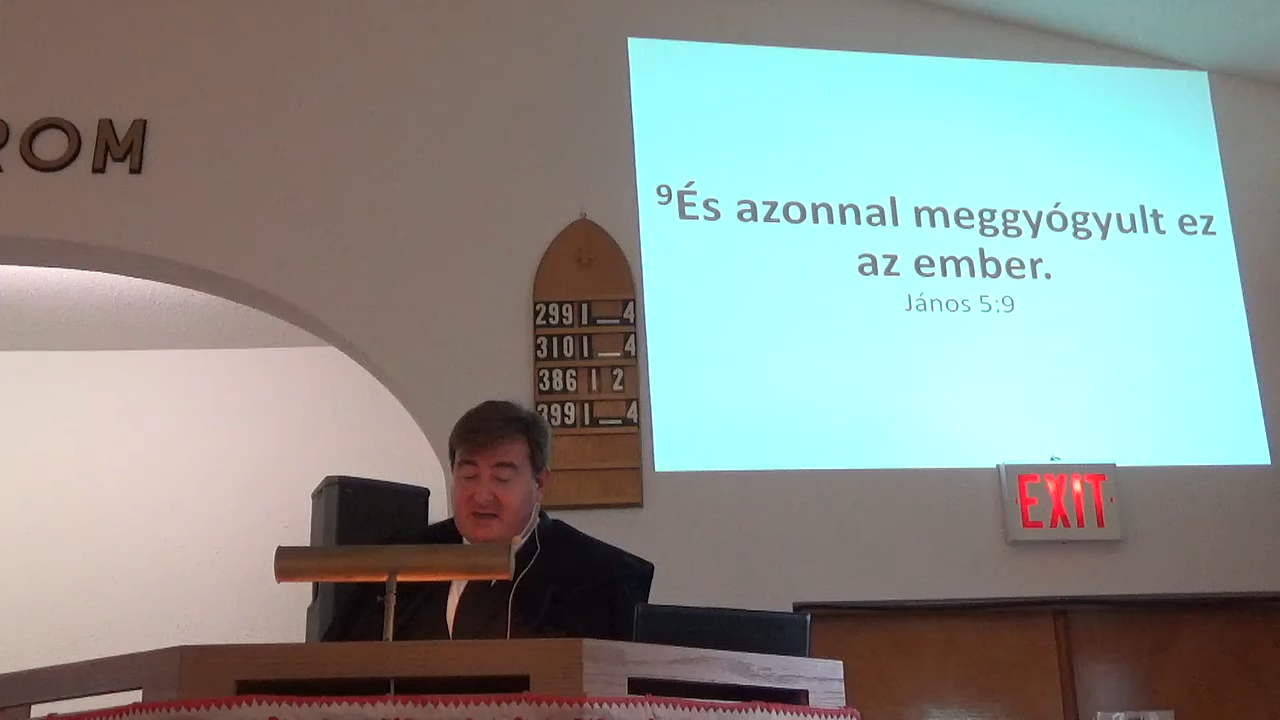 ROM
⁹És azonnal meggyógyult ez
az ember.
János 5:9
299 1 _ 4
310 1 _ 4
386 1 2
399 1 _ 4
EXIT